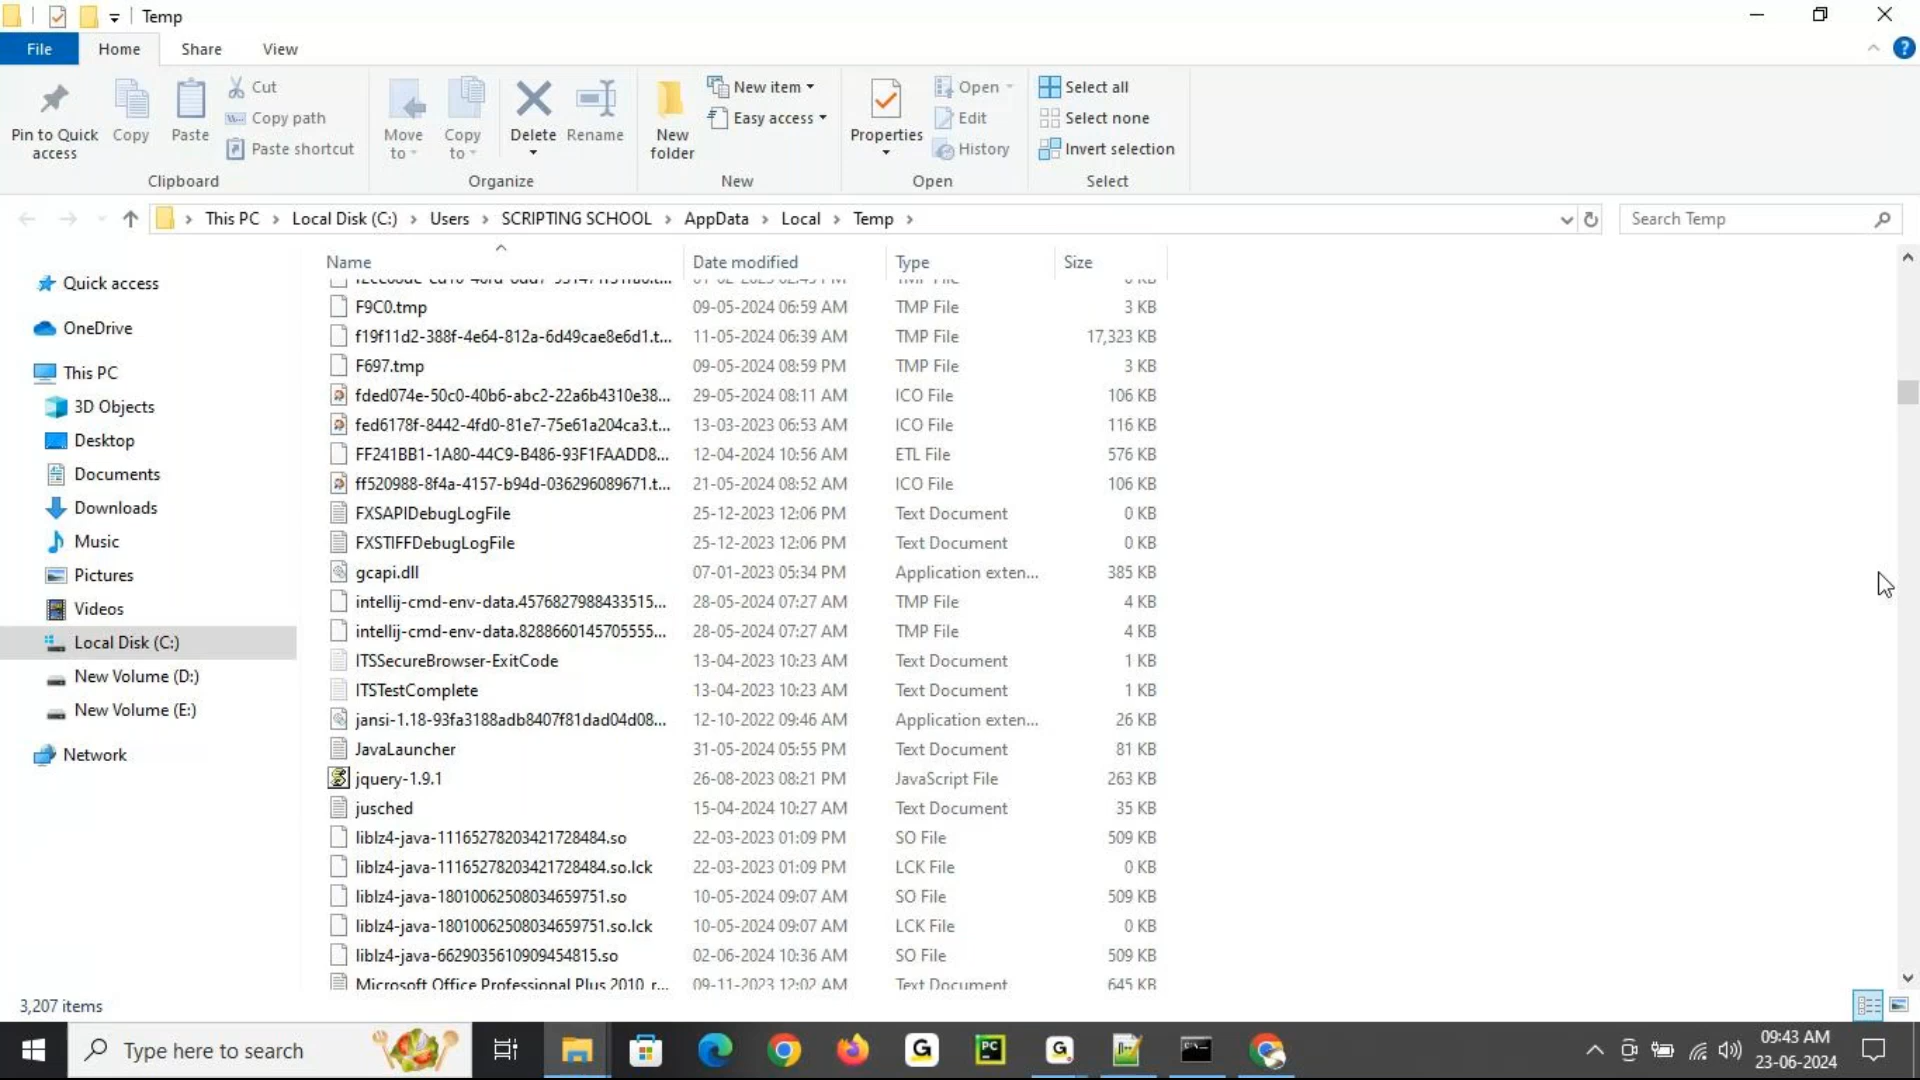 Temp
File Home Share View
Pin to Quick access
Copy
Paste
Cut
Copy path
Paste shortcut
Clipboard
Move to
Copy to
Delete
Rename
Organize
New folder
New item
Easy access
New
Properties
Open
Edit
History
Open
Select all
Select none
Invert selection
Select
This PC > Local Disk (C:) > Users > SCRIPTING SCHOOL > AppData > Local > Temp >
Search Temp
Quick access
OneDrive
This PC
3D Objects
Desktop
Documents
Downloads
Music
Pictures
Videos
Local Disk (C:)
New Volume (D:)
New Volume (E:)
Network
Name Date modified Type Size
F9C0.tmp 09-05-2024 06:59 AM TMP File 3 KB
f19f11d2-388f-4e64-812a-6d49cae8e6d1.t... 11-05-2024 06:39 AM TMP File 17,323 KB
F697.tmp 09-05-2024 08:59 PM TMP File 3 KB
fded074e-50c0-40b6-abc2-22a6b4310e38... 29-05-2024 08:11 AM ICO File 106 KB
fed6178f-8442-4fd0-81e7-75e61a204ca3.t... 13-03-2023 06:53 AM ICO File 116 KB
FF241BB1-1A80-44C9-B486-93F1FAADD8... 12-04-2024 10:56 AM ETL File 576 KB
ff520988-8f4a-4157-b94d-036296089671.t... 21-05-2024 08:52 AM ICO File 106 KB
FXSAPIDebugLogFile 25-12-2023 12:06 PM Text Document 0 KB
FXSTIFFDebugLogFile 25-12-2023 12:06 PM Text Document 0 KB
gcapi.dll 07-01-2023 05:34 PM Application exten... 385 KB
intellij-cmd-env-data.4576827988433515... 28-05-2024 07:27 AM TMP File 4 KB
intellij-cmd-env-data.8288660145705555... 28-05-2024 07:27 AM TMP File 4 KB
ITSSecureBrowser-ExitCode 13-04-2023 10:23 AM Text Document 1 KB
ITSTestComplete 13-04-2023 10:23 AM Text Document 1 KB
jansi-1.18-93fa3188adb8407f81dad04d08... 12-10-2022 09:46 AM Application exten... 26 KB
JavaLauncher 31-05-2024 05:55 PM Text Document 81 KB
jquery-1.9.1 26-08-2023 08:21 PM JavaScript File 263 KB
jusched 15-04-2024 10:27 AM Text Document 35 KB
liblz4-java-11165278203421728484.so 22-03-2023 01:09 PM SO File 509 KB
liblz4-java-11165278203421728484.so.lck 22-03-2023 01:09 PM LCK File 0 KB
liblz4-java-18010062508034659751.so 10-05-2024 09:07 AM SO File 509 KB
liblz4-java-18010062508034659751.so.lck 10-05-2024 09:07 AM LCK File 0 KB
liblz4-java-6629035610909454815.so 02-06-2024 10:36 AM SO File 509 KB
Microsoft Office Professional Plus 2010_r... 09-11-2023 12:02 AM Text Document 645 KB
3,207 items
Type here to search
09:43 AM
23-06-2024